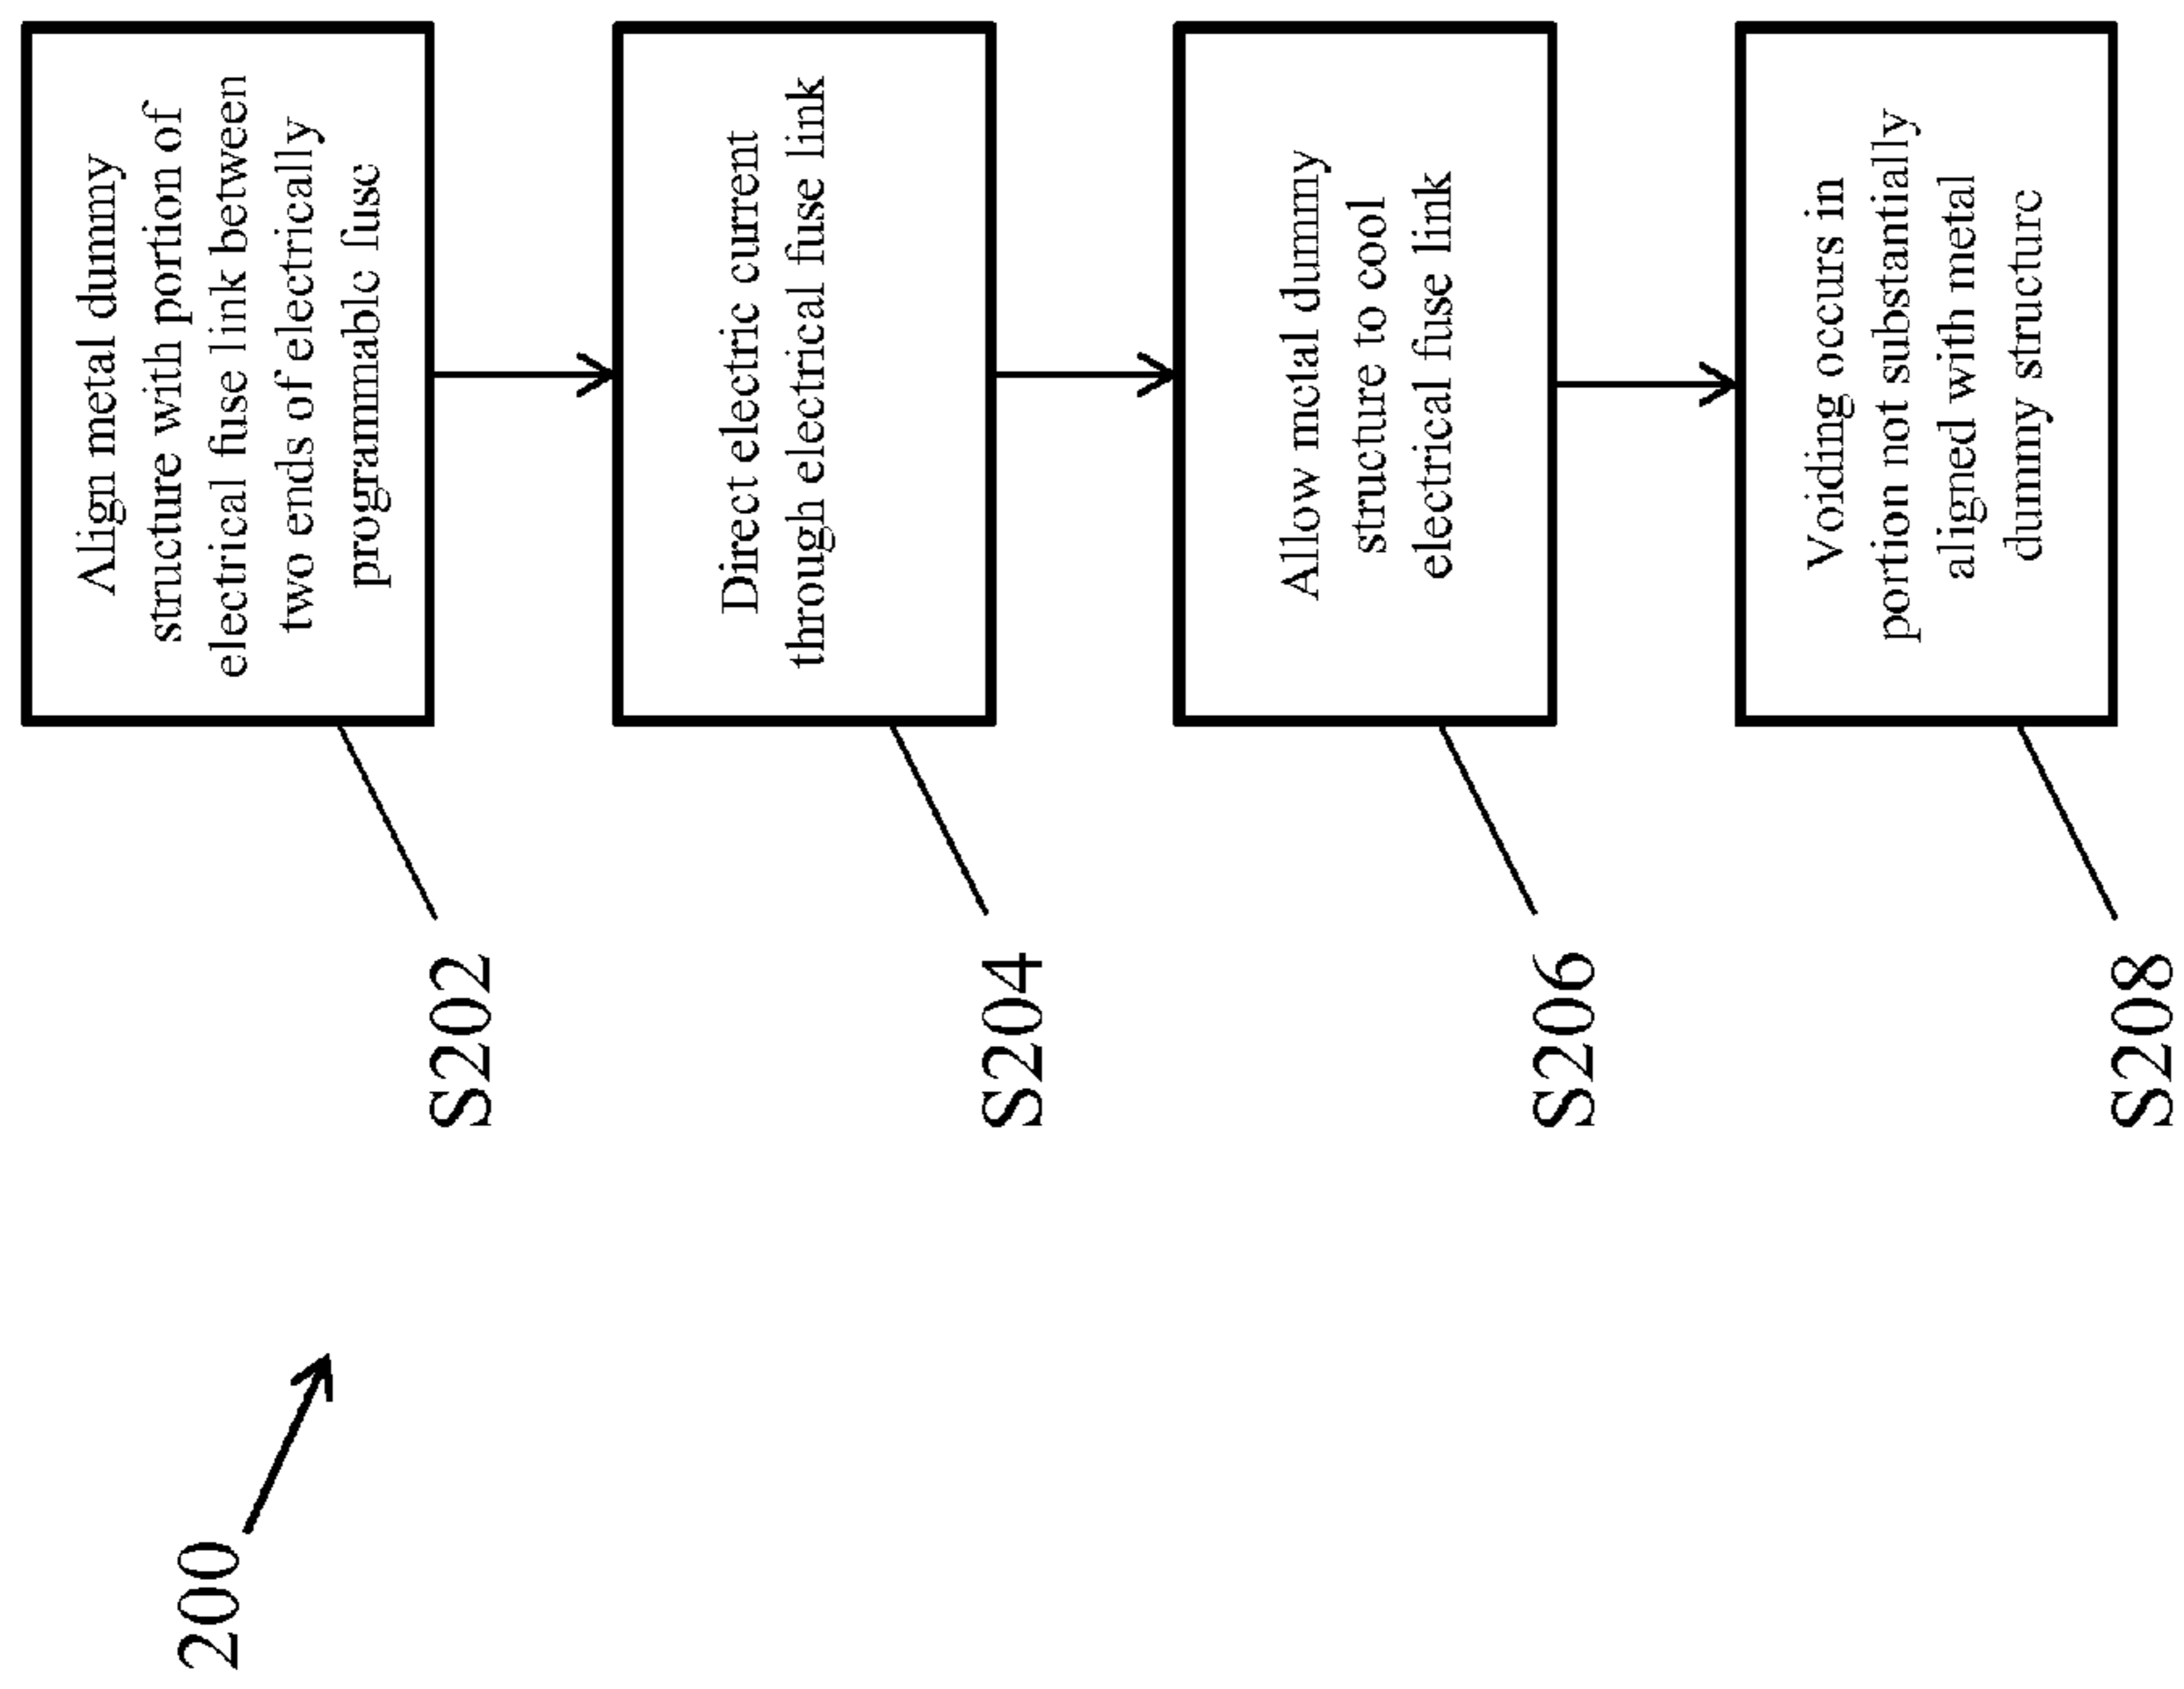 200
S202
Align metal dummy
structure with portion of
electrical fuse link between
two ends of electrically
programmable fuse
S204
Direct electric current
through electrical fuse link
S206
Allow metal dummy
structure to cool
electrical fuse link
S208
Voiding occurs in
portion not substantially
aligned with metal
dummy structure